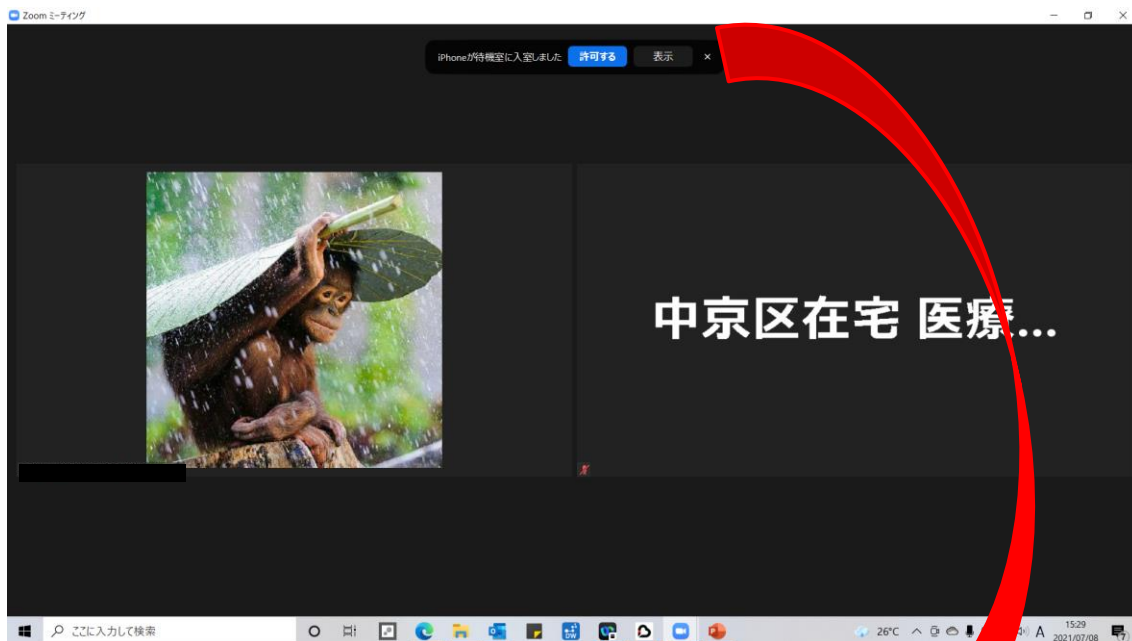 Zoom ミーティング
iPhoneが待機室に入室しました 許可する 表示 ×
中京区在宅 医療...
ここに入力して検索
26°C
A
15:29
2021/07/08
7